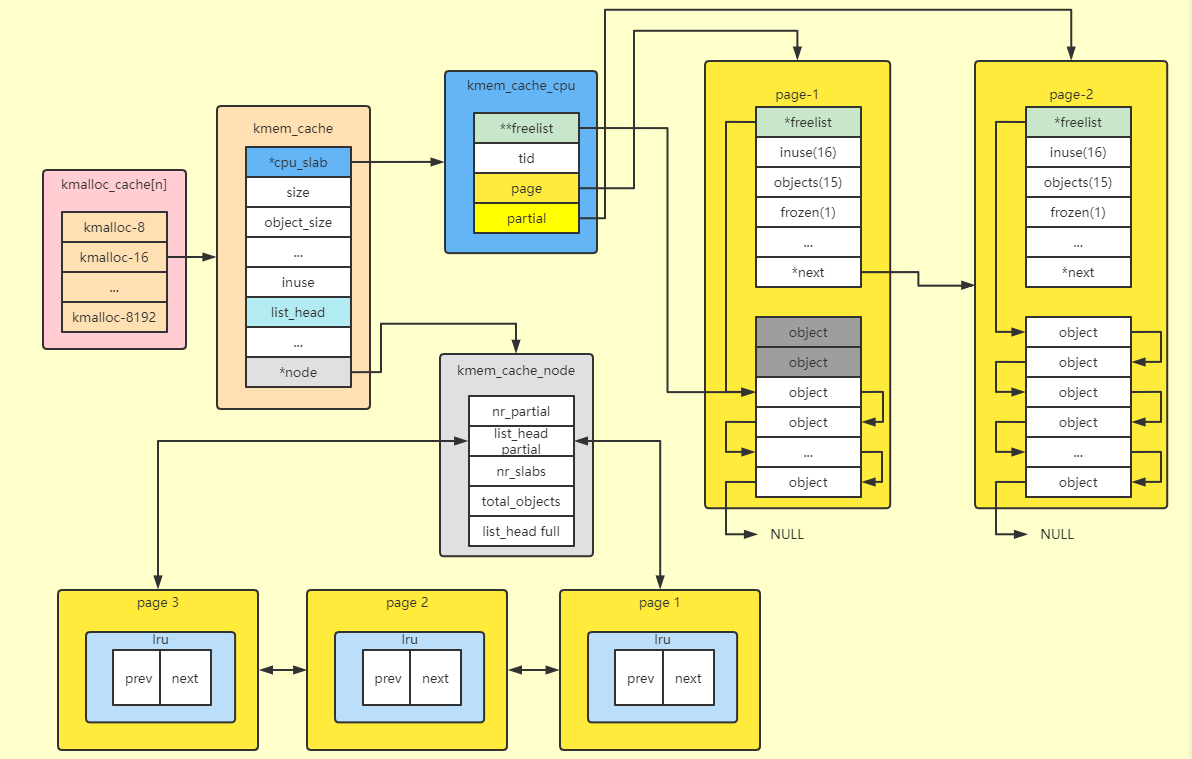 kmalloc_cache[n]
kmalloc-8
kmalloc-16
...
kmalloc-8192
kmem_cache
*cpu_slab
size
object_size
...
inuse
list_head
...
*node
kmem_cache_cpu
**freelist
tid
page
partial
page-1
*freelist
inuse(16)
objects(15)
frozen(1)
...
*next
object
object
object
object
...
object
NULL
page-2
*freelist
inuse(16)
objects(15)
frozen(1)
...
*next
object
object
object
object
...
object
NULL
kmem_cache_node
nr_partial
list_head
partial
nr_slabs
total_objects
list_head full
page 3
lru
prev
next
page 2
lru
prev
next
page 1
lru
prev
next